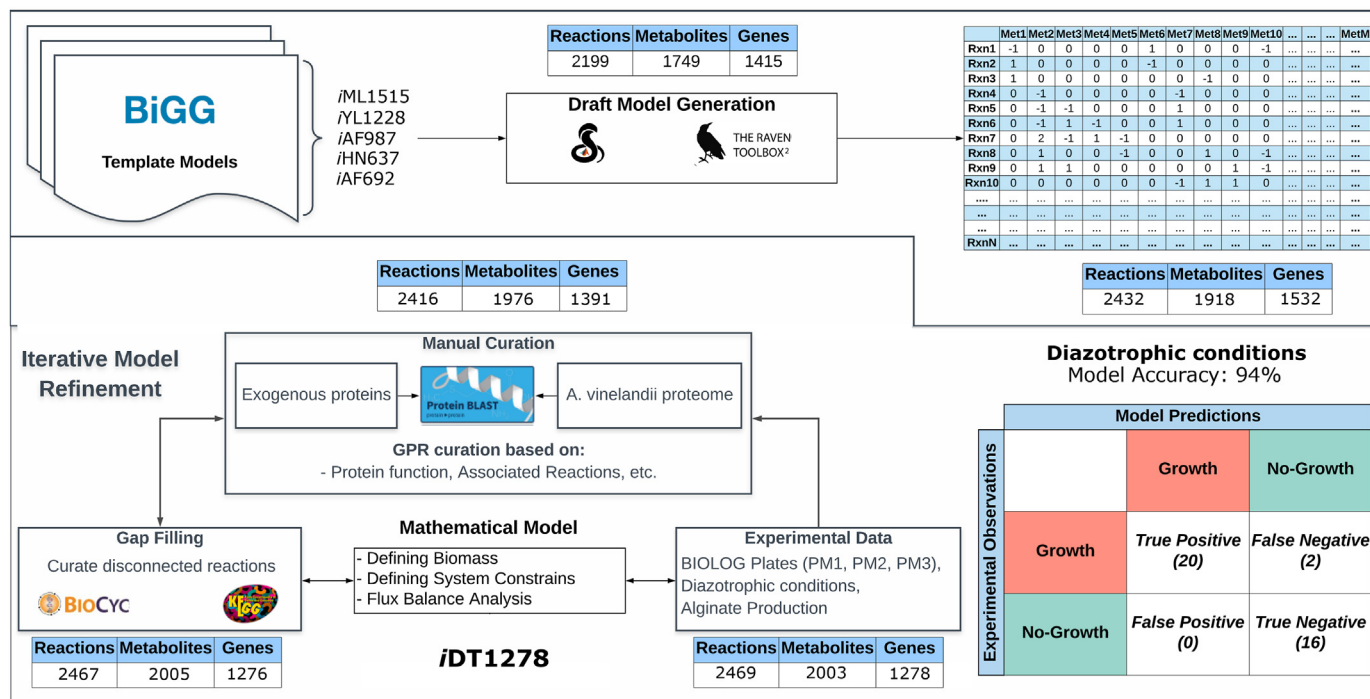 BiGG
Template Models
iML1515
iYL1228
iAF987
iHN637
iAF692
Reactions Metabolites Genes
2199 1749 1415
Draft Model Generation
THE RAVEN
TOOLBOX²
Met1 Met2 Met3 Met4 Met5 Met6 Met7 Met8 Met9 Met10 ... ... ... MetM
Rxn1 -1 0 0 0 0 1 0 0 0 -1 ... ... ... ...
Rxn2 1 0 0 0 0 -1 0 0 0 0 ... ... ... ...
Rxn3 1 0 0 0 0 0 0 -1 0 0 ... ... ... ...
Rxn4 0 -1 0 0 0 0 -1 0 0 0 ... ... ... ...
Rxn5 0 -1 -1 0 0 0 1 0 0 0 ... ... ... ...
Rxn6 0 -1 1 -1 0 0 1 0 0 0 ... ... ... ...
Rxn7 0 2 -1 1 -1 0 0 0 0 0 ... ... ... ...
Rxn8 0 1 0 0 -1 0 0 1 0 -1 ... ... ... ...
Rxn9 0 1 1 0 0 0 0 0 1 -1 ... ... ... ...
Rxn10 0 0 0 0 0 0 -1 1 1 0 ... ... ... ...
.... ... ... ... ... ... ... ... ... ... ... ... ... ... ...
... ... ... ... ... ... ... ... ... ... ... ... ... ... ...
... ... ... ... ... ... ... ... ... ... ... ... ... ... ...
RxnN ... ... ... ... ... ... ... ... ... ... ... ... ... ...
Reactions Metabolites Genes
2432 1918 1532
Reactions Metabolites Genes
2416 1976 1391
Iterative Model
Refinement
Manual Curation
Exogenous proteins
Protein BLAST
A. vinelandii proteome
GPR curation based on:
- Protein function, Associated Reactions, etc.
Gap Filling
Curate disconnected reactions
BIOCYC
KEGG
Reactions Metabolites Genes
2467 2005 1276
Mathematical Model
- Defining Biomass
- Defining System Constrains
- Flux Balance Analysis
iDT1278
Experimental Data
BIOLOG Plates (PM1, PM2, PM3),
Diazotrophic conditions,
Alginate Production
Reactions Metabolites Genes
2469 2003 1278
Diazotrophic conditions
Model Accuracy: 94%
Model Predictions
Experimental Observations
Growth No-Growth
Growth
True Positive
(20)
False Negative
(2)
No-Growth
False Positive
(0)
True Negative
(16)